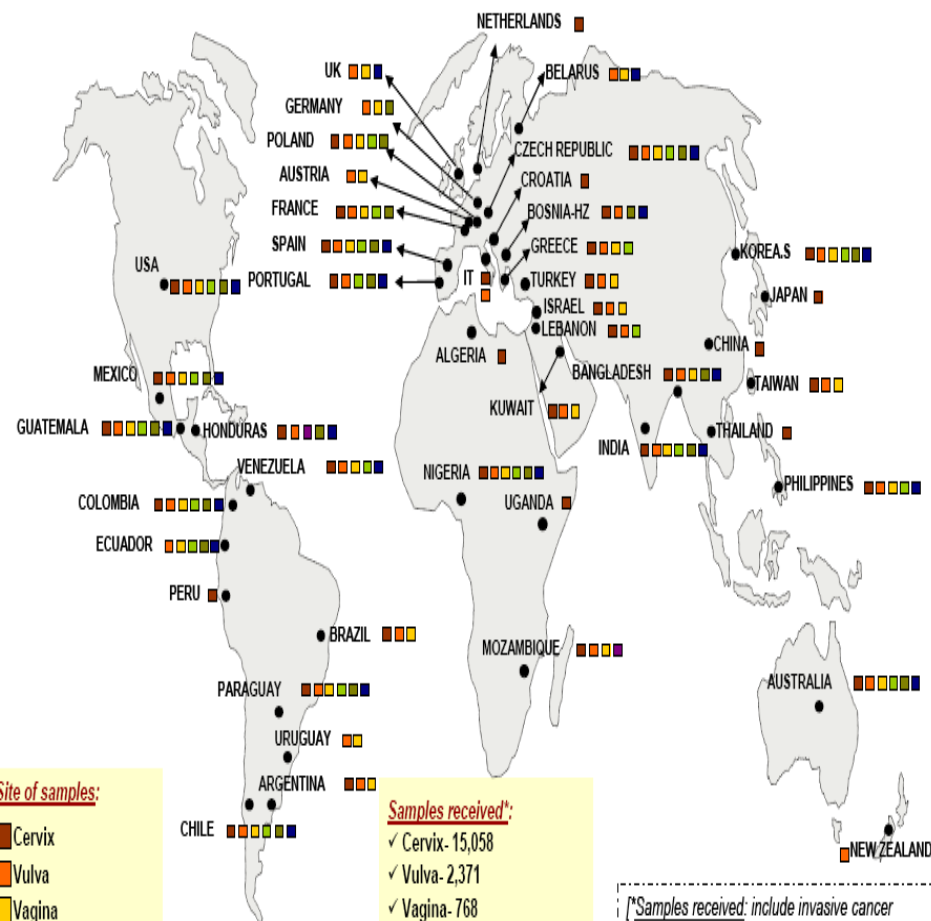 NETHERLANDS
UK
BELARUS
GERMANY
POLAND
CZECH REPUBLIC
AUSTRIA
CROATIA
FRANCE
BOSNIA-HZ
SPAIN
GREECE
KOREA.S
USA
PORTUGAL
IT
TURKEY
JAPAN
ISRAEL
LEBANON
CHINA
ALGERIA
BANGLADESH
MEXICO
TAIWAN
KUWAIT
GUATEMALA
HONDURAS
THAILAND
INDIA
VENEZUELA
NIGERIA
PHILIPPINES
COLOMBIA
UGANDA
ECUADOR
PERU
BRAZIL
MOZAMBIQUE
PARAGUAY
AUSTRALIA
URUGUAY
ARGENTINA
CHILE
NEW ZEALAND
Site of samples:
Cervix
Vulva
Vagina
Samples received*:
✓ Cervix- 15,058
✓ Vulva- 2,371
✓ Vagina- 768
[*Samples received: include invasive cancer